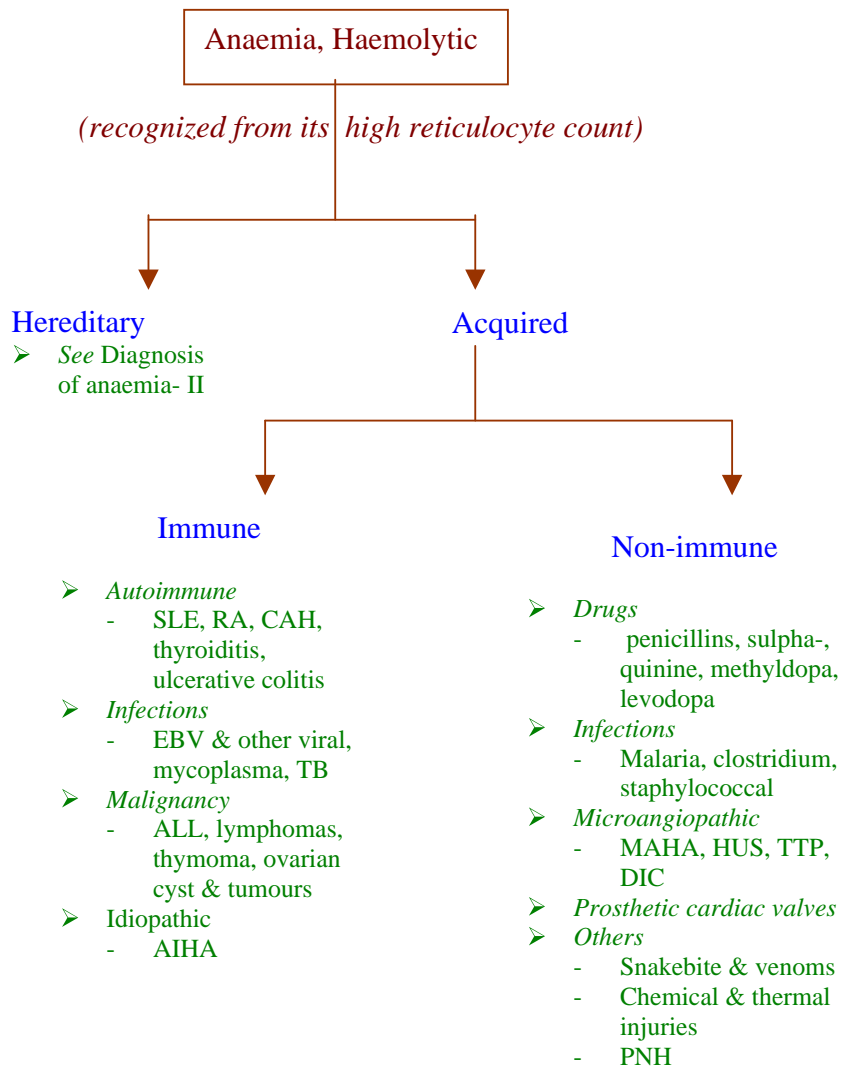 Anaemia, Haemolytic
(recognized from its high reticulocyte count)
Hereditary
➢ See Diagnosis
of anaemia- II
Acquired
Immune
➢ Autoimmune
- SLE, RA, CAH,
thyroiditis,
ulcerative colitis
➢ Infections
- EBV & other viral,
mycoplasma, TB
➢ Malignancy
- ALL, lymphomas,
thymoma, ovarian
cyst & tumours
➢ Idiopathic
- AIHA
Non-immune
➢ Drugs
- penicillins, sulpha-,
quinine, methyldopa,
levodopa
➢ Infections
- Malaria, clostridium,
staphylococcal
➢ Microangiopathic
- MAHA, HUS, TTP,
DIC
➢ Prosthetic cardiac valves
➢ Others
- Snakebite & venoms
- Chemical & thermal
injuries
- PNH